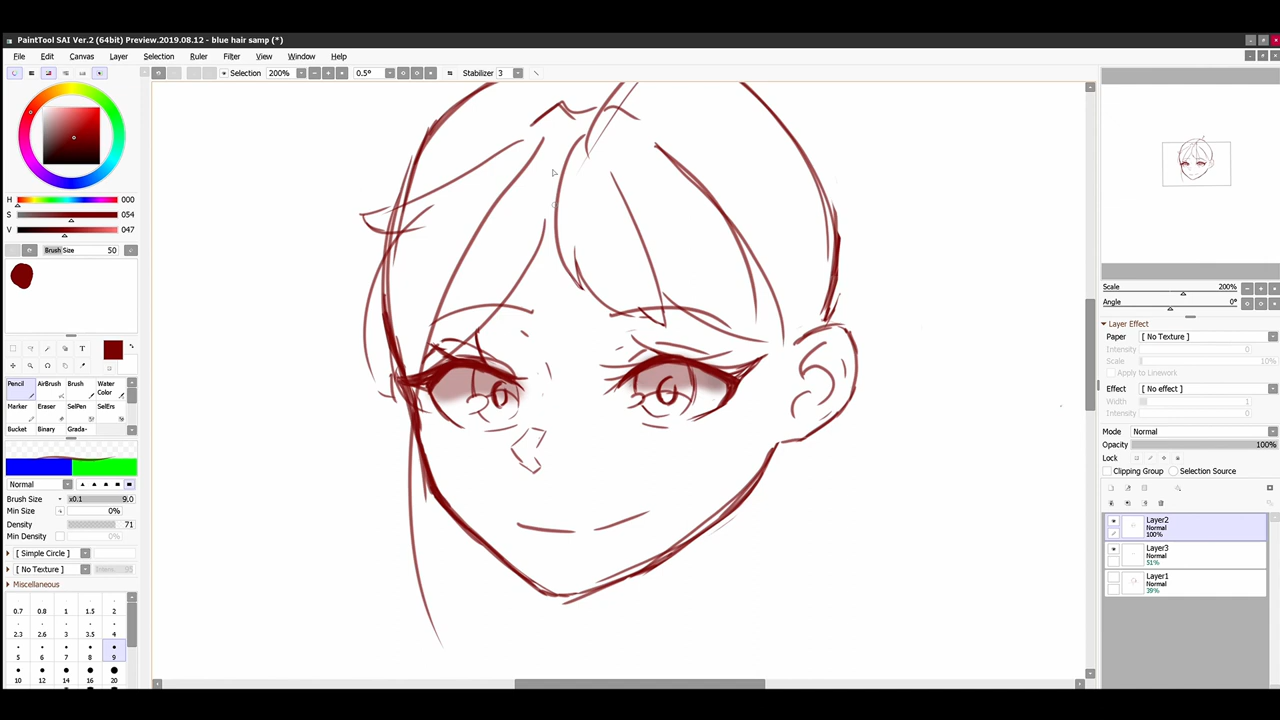 PaintTool SAI Ver.2 (64bit) Preview.2019.08.12 - blue hair samp (*)
File Edit Canvas Layer Selection Ruler Filter View Window Help
Selection 200% 0.5° Stabilizer 3
H 000
S 054
V 047
Brush Size 50
T
Pencil AirBrush Brush Water Color
Marker Eraser SelPen SelErs
Bucket Binary Grada-
Normal
Brush Size x0.1 9.0
Min Size 0%
Density 71
Min Density 0%
[ Simple Circle ]
[ No Texture ]
Miscellaneous
0.7 0.8 1 1.5 2
2.3 2.6 3 3.5 4
5 6 7 8 9
10 12 14 16 20
Scale 200%
Angle 0°
Layer Effect
Paper [ No Texture ]
Intensity 0
Scale
Apply to Linework
Effect [ No effect ]
Width 1
Intensity 0
Mode Normal
Opacity 100%
Lock
Clipping Group Selection Source
Layer2
Normal
100%
Layer3
Normal
51%
Layer1
Normal
39%